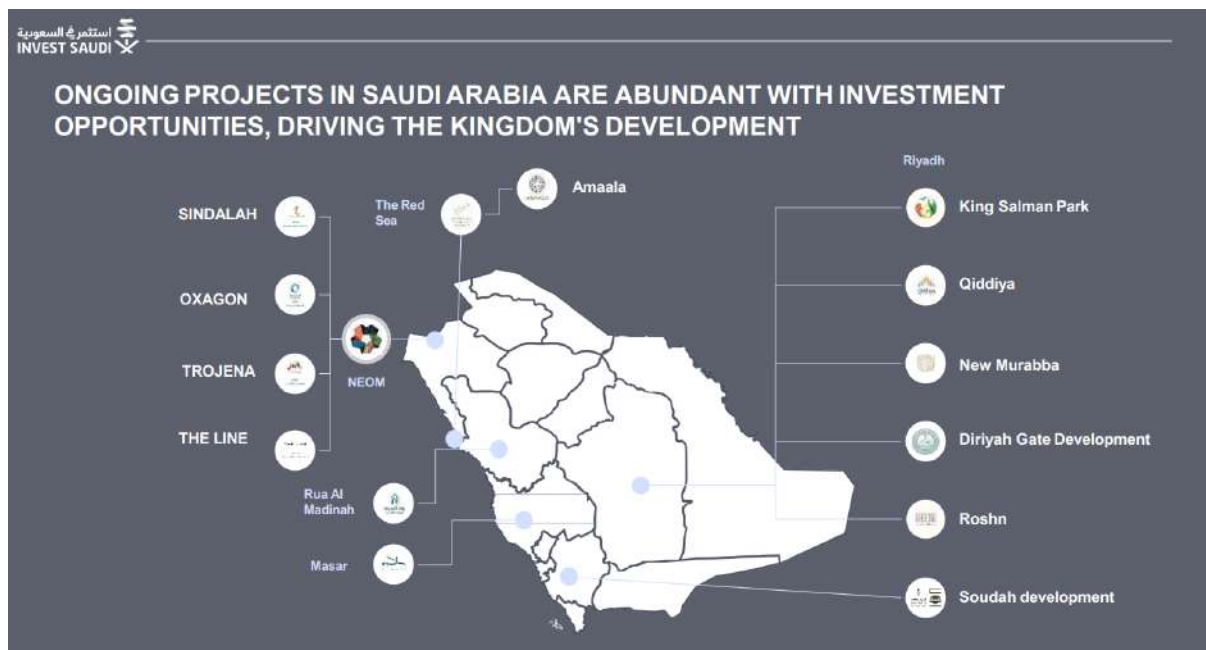 استثمر في السعودية
INVEST SAUDI
ONGOING PROJECTS IN SAUDI ARABIA ARE ABUNDANT WITH INVESTMENT
OPPORTUNITIES, DRIVING THE KINGDOM'S DEVELOPMENT
SINDALAH
OXAGON
TROJENA
THE LINE
NEOM
The Red
Sea
Amaala
Rua Al
Madinah
Masar
Riyadh
King Salman Park
Qiddiya
New Murabba
Diriyah Gate Development
Roshn
Soudah development